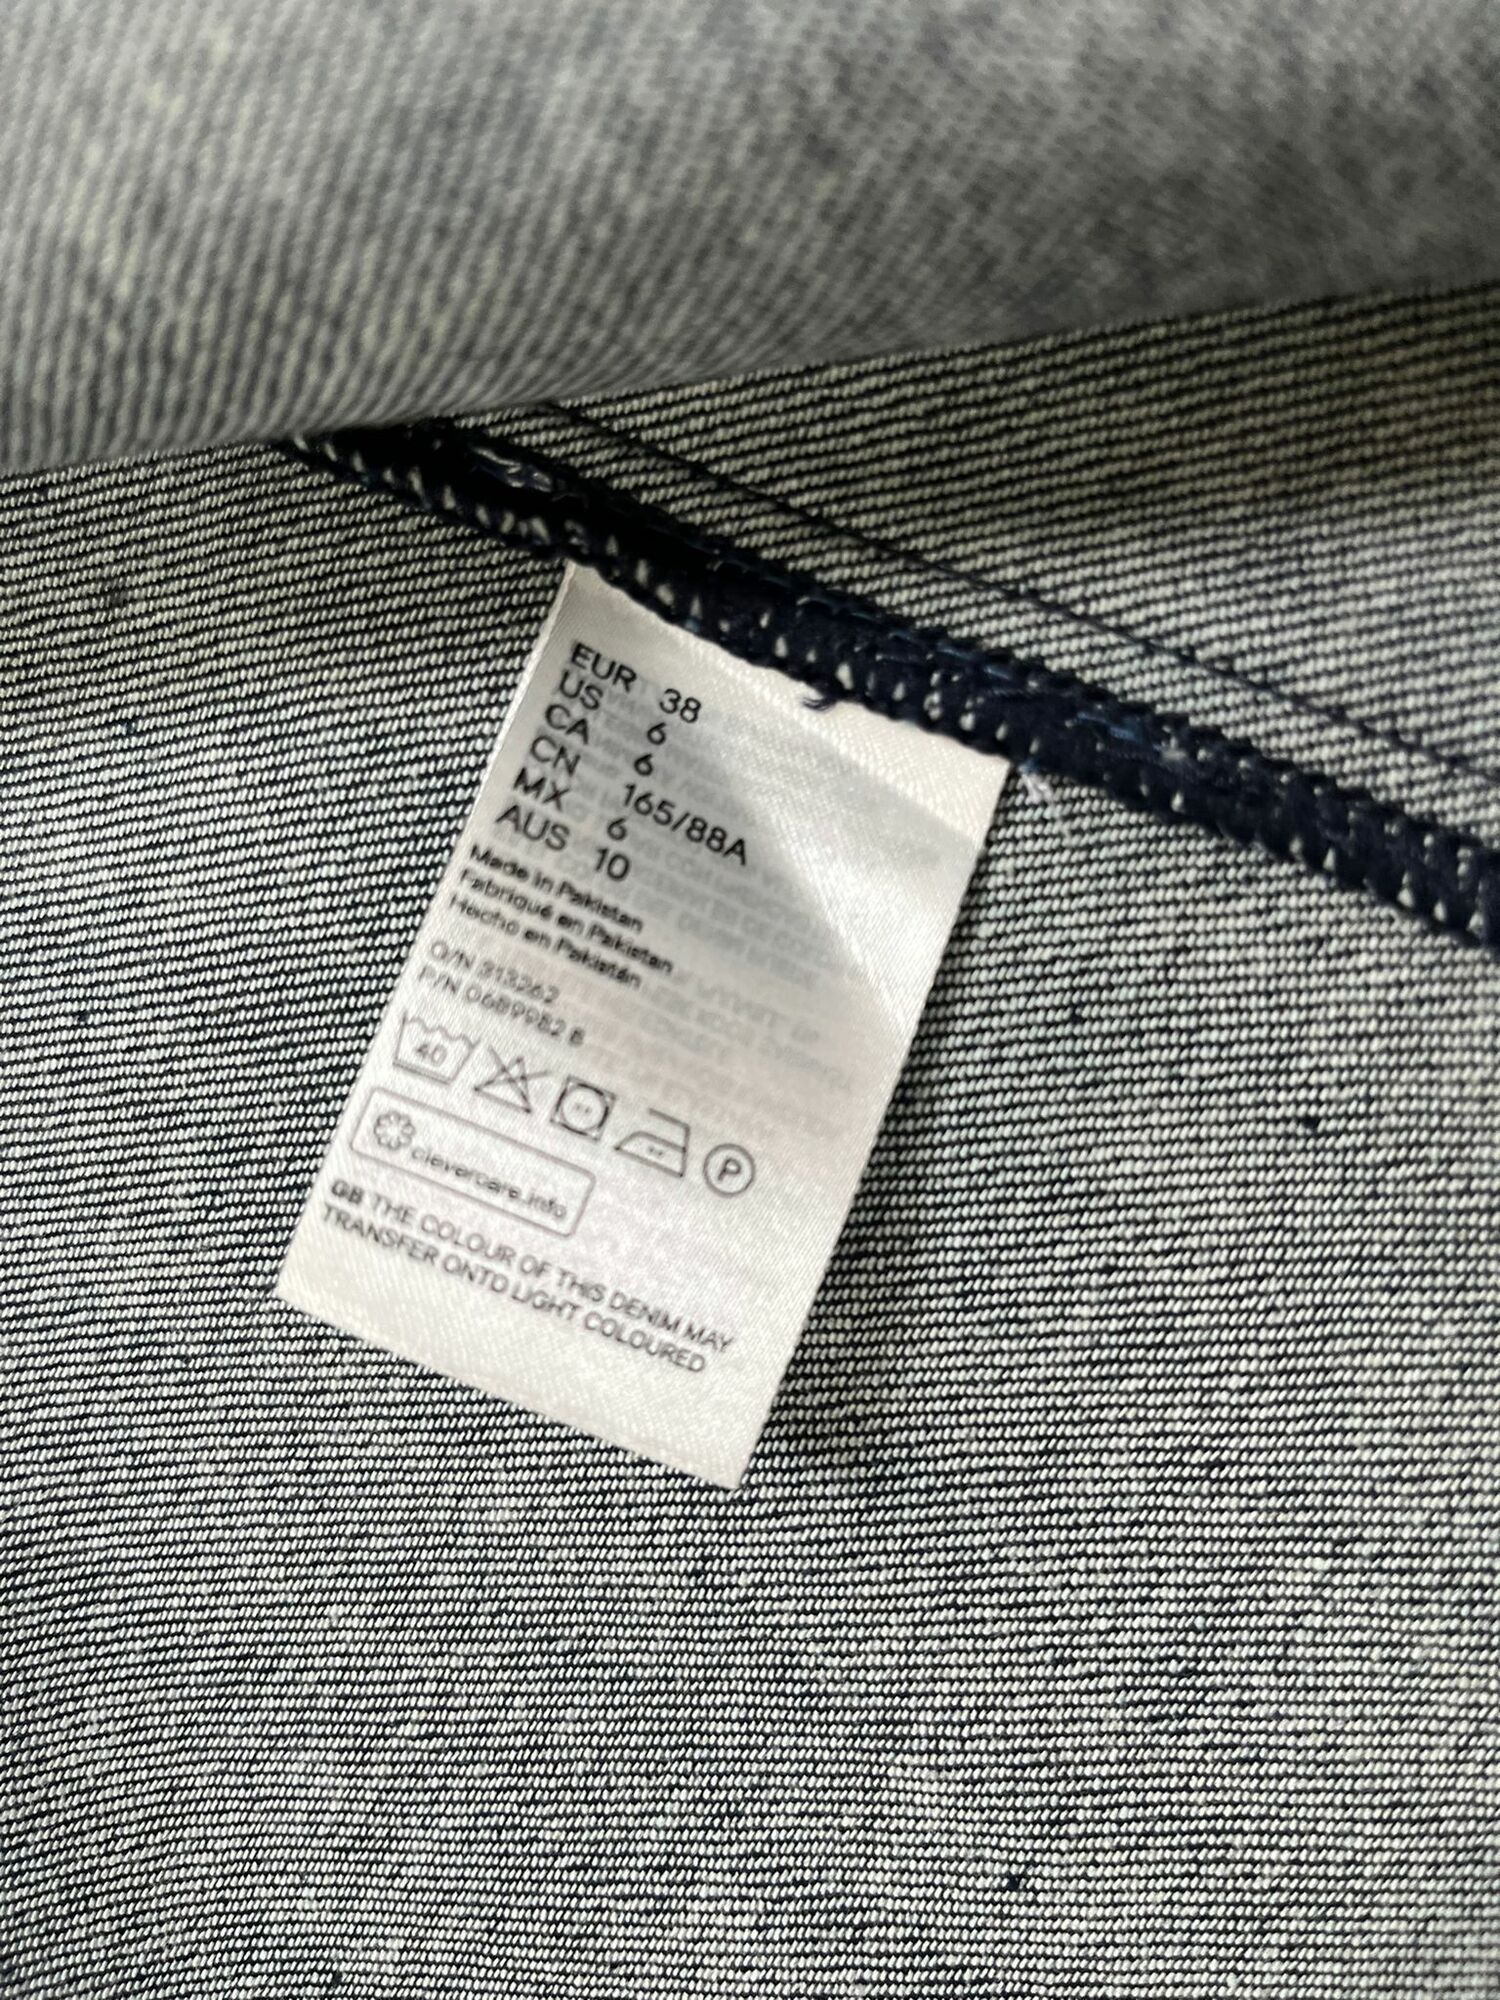 EUR 38
US 6
CA 6
CN 165/88A
MX 6
AUS 10
Made in Pakistan
Fabriqué en Pakistan
Hecho en Pakistán
O/N 313262
P/N 0689982 8
40
P
clevercare.info
GB THE COLOUR OF THIS DENIM MAY
TRANSFER ONTO LIGHT COLOURED